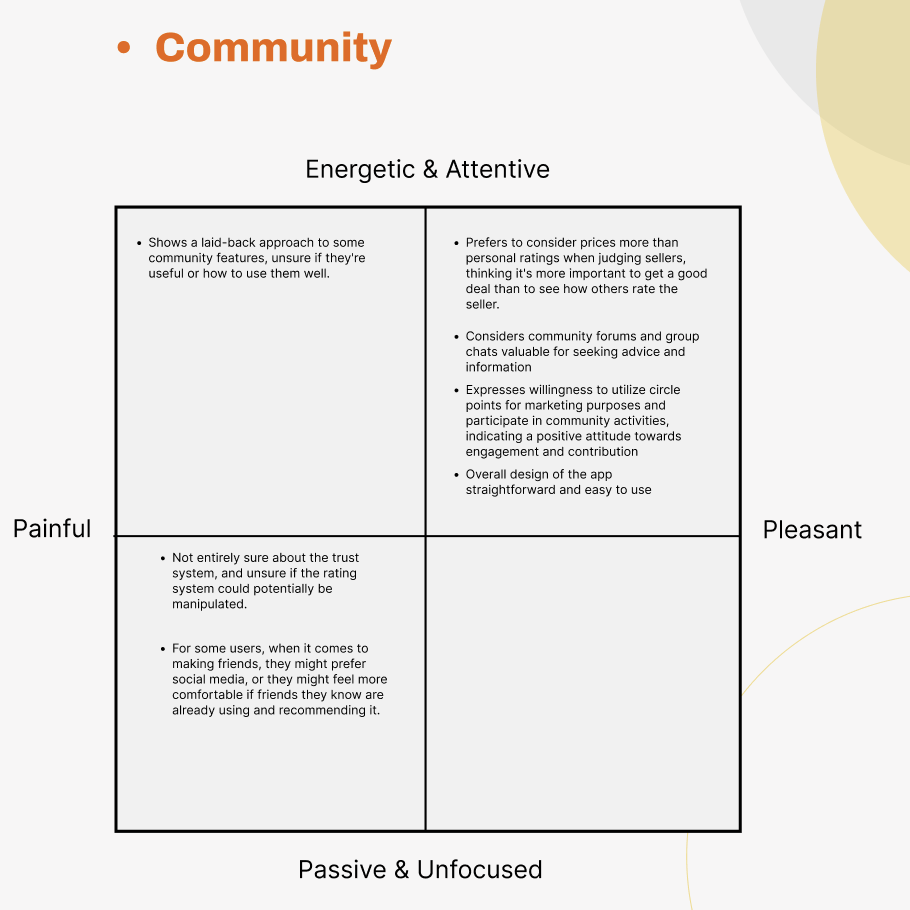 • Community
Energetic & Attentive
• Shows a laid-back approach to some
community features, unsure if they're
useful or how to use them well.
• Prefers to consider prices more than
personal ratings when judging sellers,
thinking it's more important to get a good
deal than to see how others rate the
seller.
• Considers community forums and group
chats valuable for seeking advice and
information
• Expresses willingness to utilize circle
points for marketing purposes and
participate in community activities,
indicating a positive attitude towards
engagement and contribution
• Overall design of the app
straightforward and easy to use
Painful
Pleasant
• Not entirely sure about the trust
system, and unsure if the rating
system could potentially be
manipulated.
• For some users, when it comes to
making friends, they might prefer
social media, or they might feel more
comfortable if friends they know are
already using and recommending it.
Passive & Unfocused